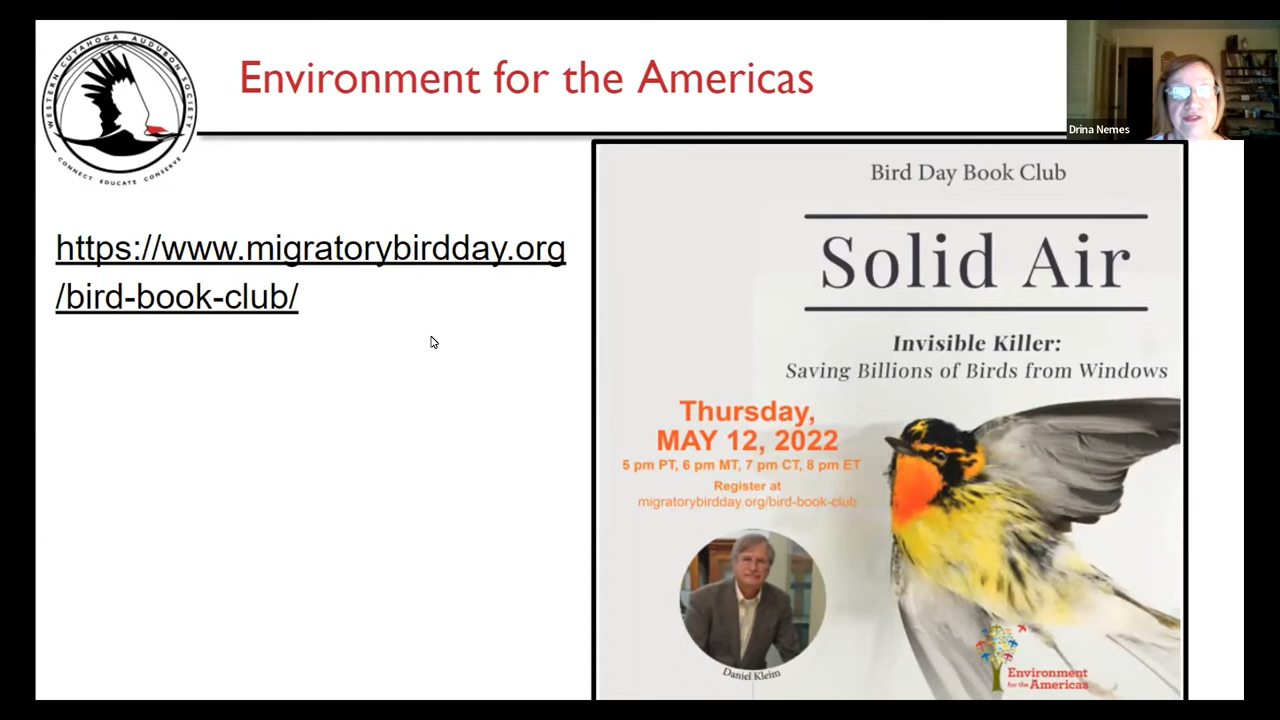 WESTERN CUYAHOGA AUDUBON SOCIETY
CONNECT EDUCATE CONSERVE
Environment for the Americas
Drina Nemes
https://www.migratorybirdday.org
/bird-book-club/
Bird Day Book Club
Solid Air
Invisible Killer:
Saving Billions of Birds from Windows
Thursday,
MAY 12, 2022
5 pm PT, 6 pm MT, 7 pm CT, 8 pm ET
Register at
migratorybirdday.org/bird-book-club
Daniel Kleim
Environment
for the Americas